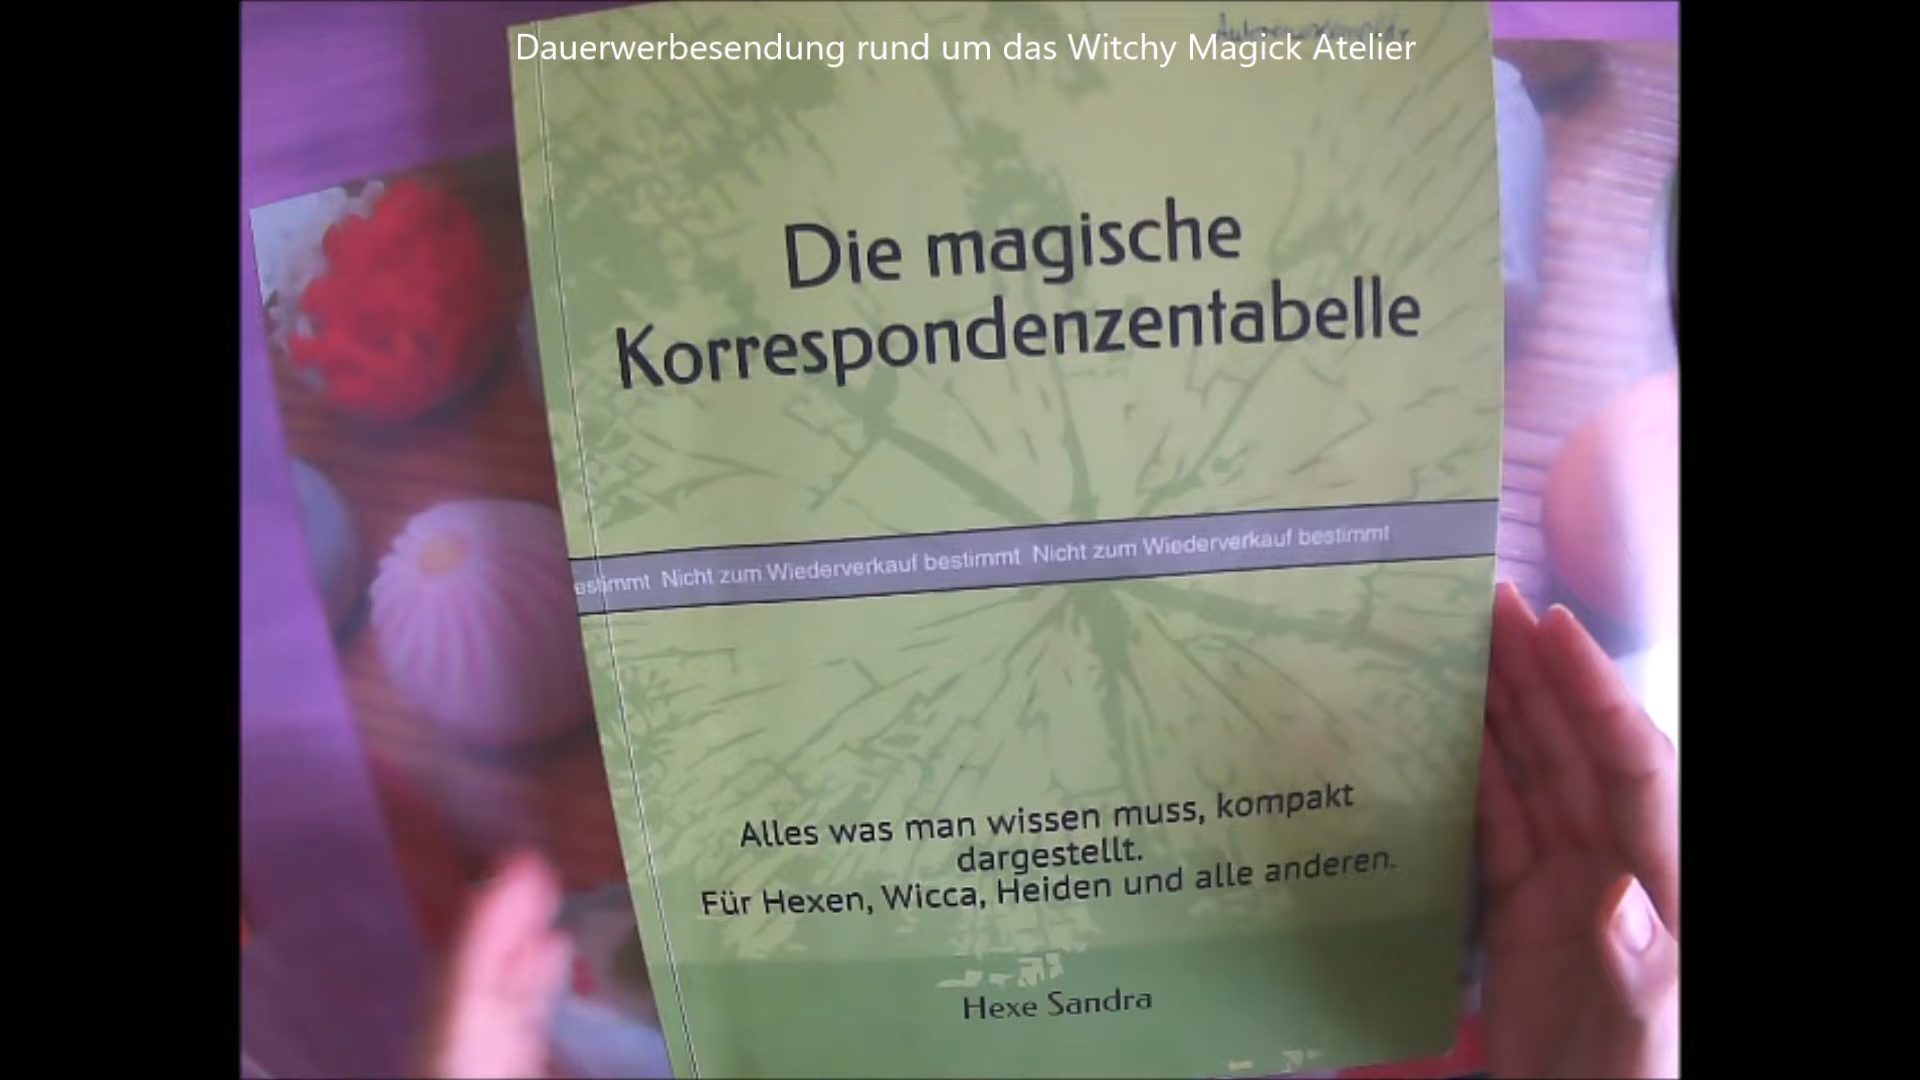 Dauerwerbesendung rund um das Witchy Magick Atelier
Die magische
Korrespondenzentabelle
estimmt Nicht zum Wiederverkauf bestimmt Nicht zum Wiederverkauf bestimmt
Alles was man wissen muss, kompakt
dargestellt.
Für Hexen, Wicca, Heiden und alle anderen.
Hexe Sandra